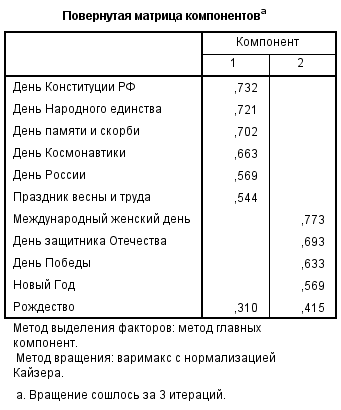 Повернутая матрица компонентовa
Компонент
1 2
День Конституции РФ ,732
День Народного единства ,721
День памяти и скорби ,702
День Космонавтики ,663
День России ,569
Праздник весны и труда ,544
Международный женский день ,773
День защитника Отечества ,693
День Победы ,633
Новый Год ,569
Рождество ,310 ,415
Метод выделения факторов: метод главных
компонент.
Метод вращения: варимакс с нормализацией
Кайзера.
a. Вращение сошлось за 3 итераций.